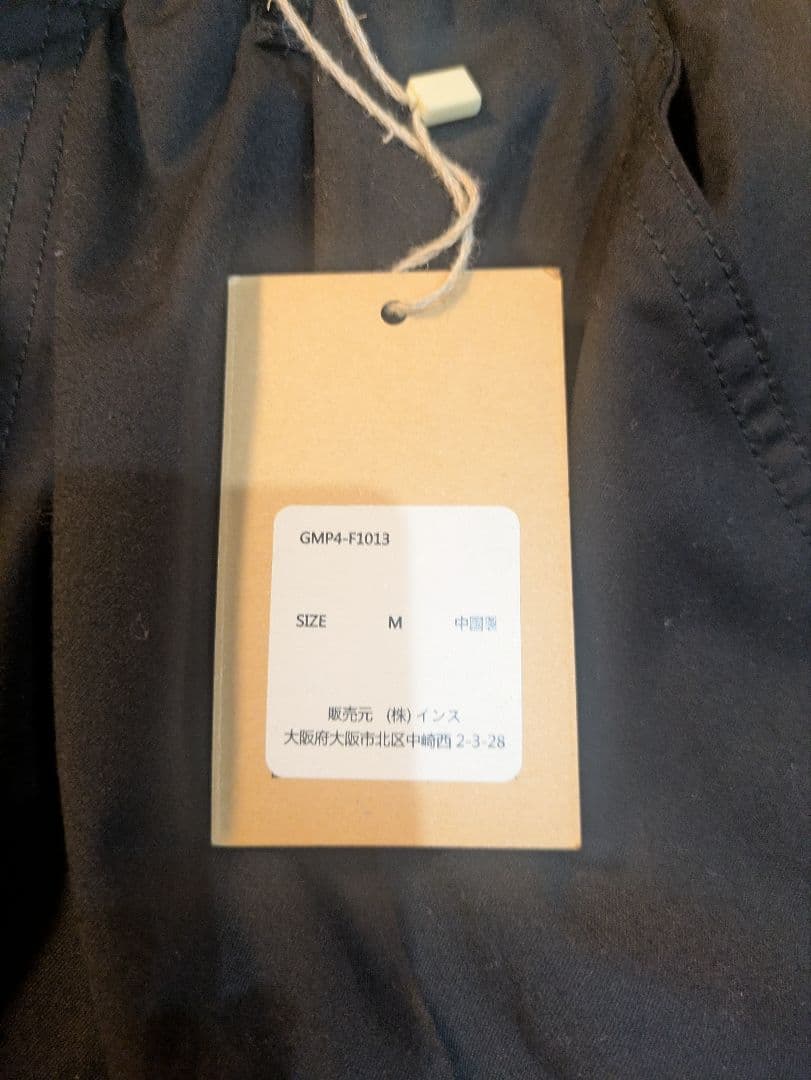 GMP4-F1013
SIZE M 中国製
販売元 (株)インス
大阪府大阪市北区中崎西 2-3-28